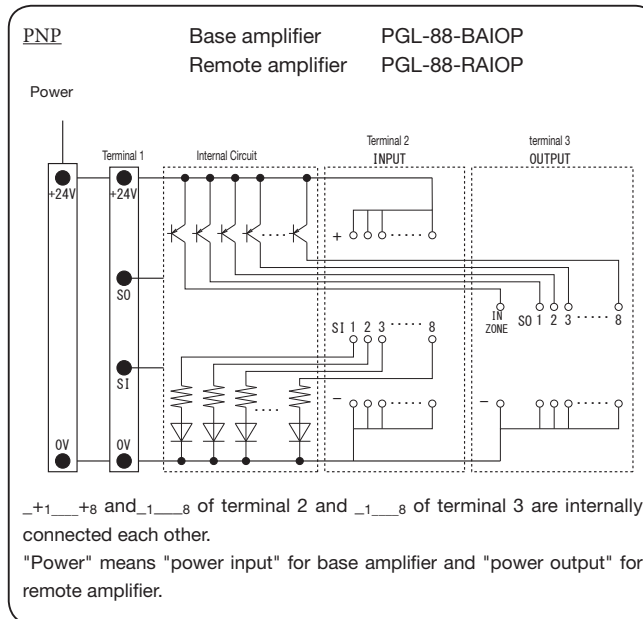 PNP Base amplifier PGL-88-BAIOP
Remote amplifier PGL-88-RAIOP
Power
Terminal 1 Internal Circuit Terminal 2 INPUT terminal 3 OUTPUT
+24V +24V
+
SO
IN ZONE SO 1 2 3 8
SI 1 2 3 8
SI
- -
0V 0V
_+1___+8 and_1___8 of terminal 2 and _1___8 of terminal 3 are internally
connected each other.
"Power" means "power input" for base amplifier and "power output" for
remote amplifier.